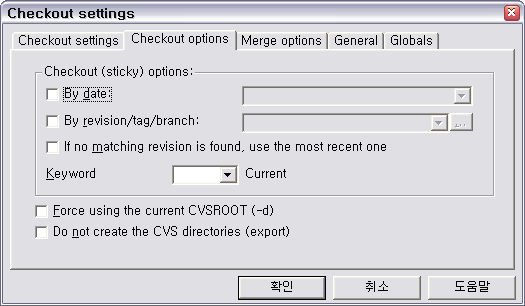 Checkout settings
Checkout settings Checkout options Merge options General Globals
Checkout (sticky) options:
By date:
By revision/tag/branch:
...
If no matching revision is found, use the most recent one
Keyword Current
Force using the current CVSROOT (-d)
Do not create the CVS directories (export)
확인 취소 도움말